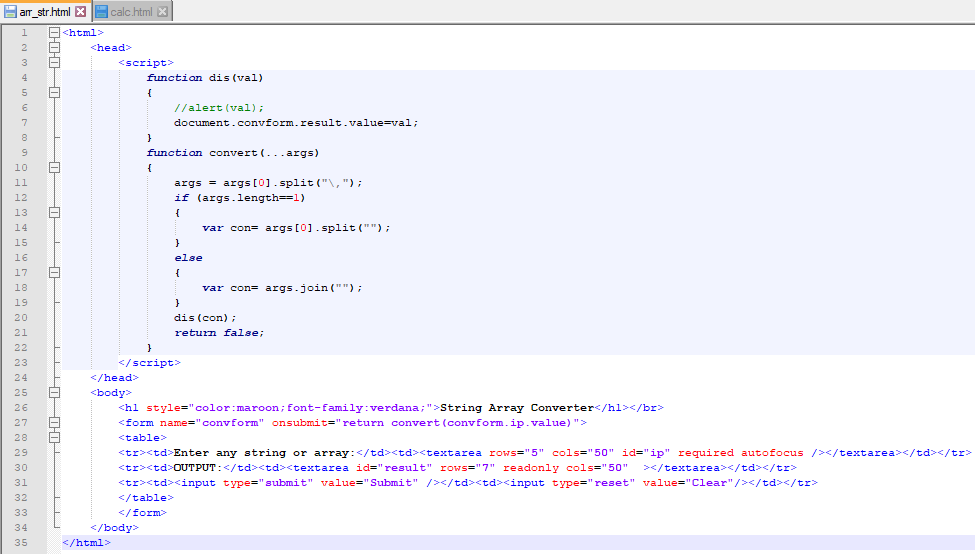 arr_str.html calc.html
1 <html>
2 <head>
3 <script>
4 function dis(val)
5 {
6 //alert(val);
7 document.convform.result.value=val;
8 }
9 function convert(...args)
10 {
11 args = args[0].split("\,");
12 if (args.length==1)
13 {
14 var con= args[0].split("");
15 }
16 else
17 {
18 var con= args.join("");
19 }
20 dis(con);
21 return false;
22 }
23 </script>
24 </head>
25 <body>
26 <h1 style="color:maroon;font-family:verdana;">String Array Converter</h1></br>
27 <form name="convform" onsubmit="return convert(convform.ip.value)">
28 <table>
29 <tr><td>Enter any string or array:</td><td><textarea rows="5" cols="50" id="ip" required autofocus /></textarea></td></tr>
30 <tr><td>OUTPUT:</td><td><textarea id="result" rows="7" readonly cols="50"  ></textarea></td></tr>
31 <tr><td><input type="submit" value="Submit" /></td><td><input type="reset" value="Clear"/></td></tr>
32 </table>
33 </form>
34 </body>
35 </html>